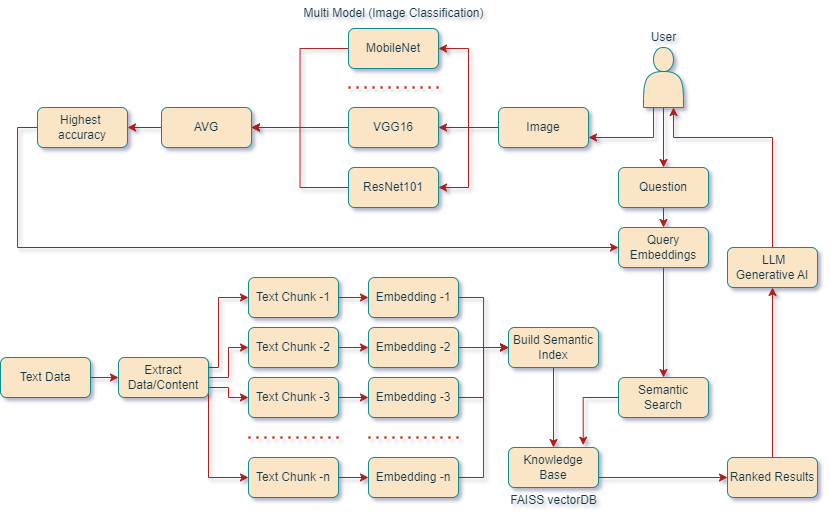 Multi Model (Image Classification)
User
MobileNet
Highest
accuracy
AVG
VGG16
Image
ResNet101
Question
Query
Embeddings
LLM
Generative AI
Text Chunk -1
Embedding -1
Text Chunk -2
Embedding -2
Build Semantic
Index
Text Data
Extract
Data/Content
Text Chunk -3
Embedding -3
Semantic
Search
Text Chunk -n
Embedding -n
Knowledge
Base
Ranked Results
FAISS vectorDB